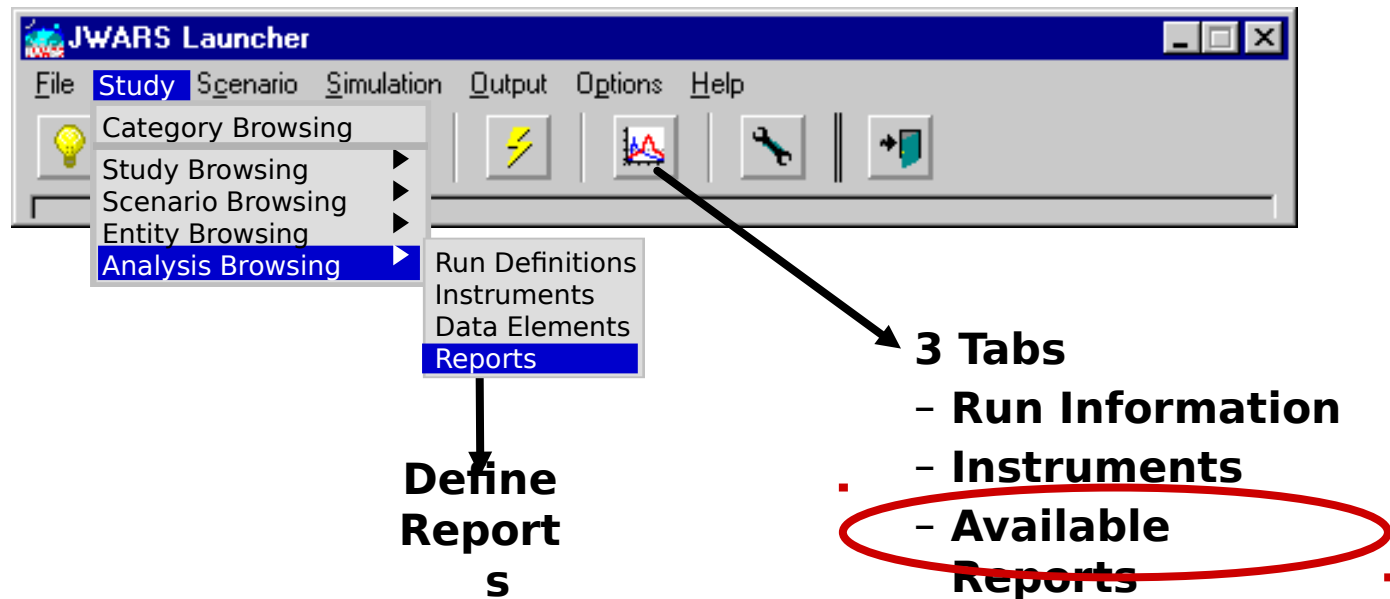 JWARS Launcher
File Study Scenario Simulation Output Options Help
Category Browsing
Study Browsing
Scenario Browsing
Entity Browsing
Analysis Browsing
Run Definitions
Instruments
Data Elements
Reports
Define
Report
s
3 Tabs
– Run Information
– Instruments
– Available
Reports